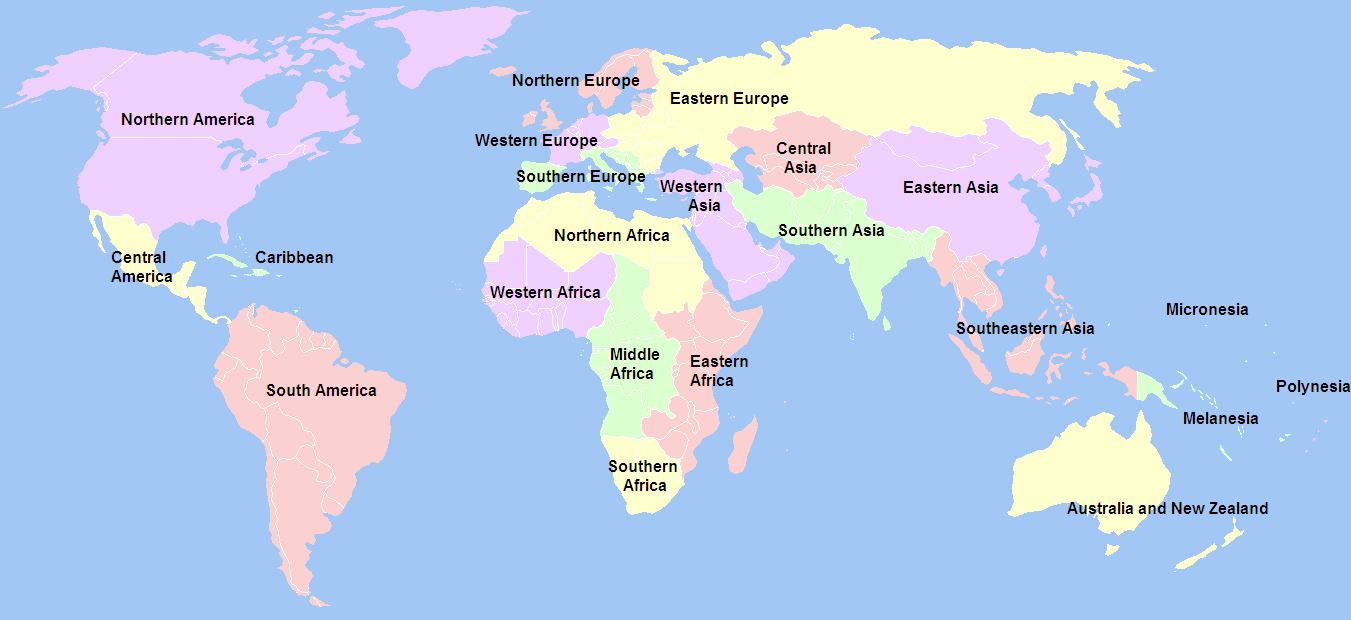 Northern Europe
Eastern Europe
Northern America
Western Europe
Central
Asia
Southern Europe
Western
Asia
Eastern Asia
Southern Asia
Northern Africa
Central
America
Caribbean
Western Africa
Micronesia
Southeastern Asia
Middle
Africa
Eastern
Africa
South America
Polynesia
Melanesia
Southern
Africa
Australia and New Zealand